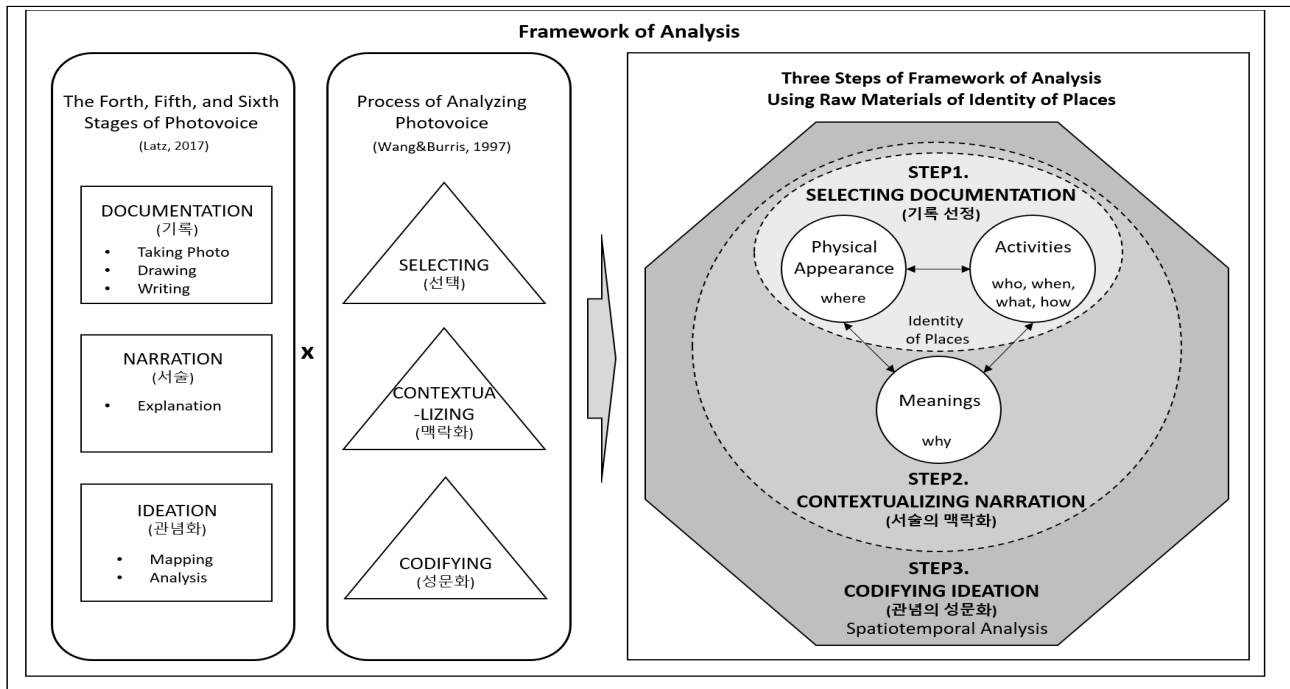 Framework of Analysis
The Forth, Fifth, and Sixth
Stages of Photovoice
(Latz, 2017)
DOCUMENTATION
(기록)
• Taking Photo
• Drawing
• Writing
NARRATION
(서술)
• Explanation
IDEATION
(관념화)
• Mapping
• Analysis
x
Process of Analyzing
Photovoice
(Wang&Burris, 1997)
SELECTING
(선택)
CONTEXTUA
-LIZING
(맥락화)
CODIFYING
(성문화)
Three Steps of Framework of Analysis
Using Raw Materials of Identity of Places
STEP1.
SELECTING DOCUMENTATION
(기록 선정)
Physical
Appearance
where
Activities
who, when,
what, how
Identity
of Places
Meanings
why
STEP2.
CONTEXTUALIZING NARRATION
(서술의 맥락화)
STEP3.
CODIFYING IDEATION
(관념의 성문화)
Spatiotemporal Analysis